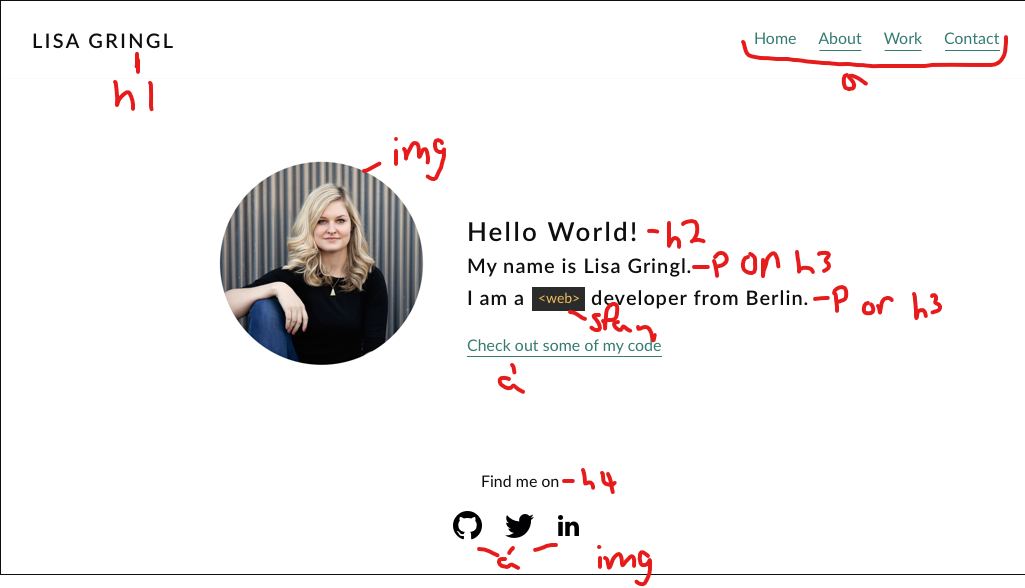 LISA GRINGL Home About Work Contact
h1 a
img
Hello World! - h2
My name is Lisa Gringl. - P or h3
I am a <web> developer from Berlin. - P or h3
span
Check out some of my code
a
Find me on - h4
in
a img